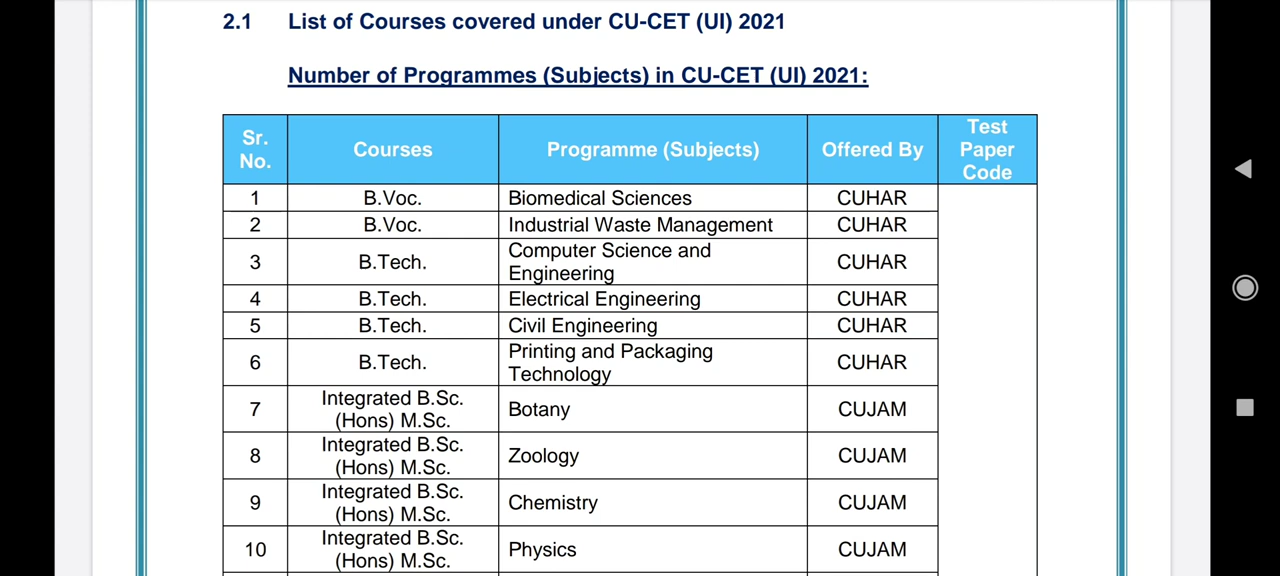 2.1 List of Courses covered under CU-CET (UI) 2021
Number of Programmes (Subjects) in CU-CET (UI) 2021:
Sr. No. Courses Programme (Subjects) Offered By Test Paper Code
1 B.Voc. Biomedical Sciences CUHAR
2 B.Voc. Industrial Waste Management CUHAR
3 B.Tech. Computer Science and Engineering CUHAR
4 B.Tech. Electrical Engineering CUHAR
5 B.Tech. Civil Engineering CUHAR
6 B.Tech. Printing and Packaging Technology CUHAR
7 Integrated B.Sc. (Hons) M.Sc. Botany CUJAM
8 Integrated B.Sc. (Hons) M.Sc. Zoology CUJAM
9 Integrated B.Sc. (Hons) M.Sc. Chemistry CUJAM
10 Integrated B.Sc. (Hons) M.Sc. Physics CUJAM